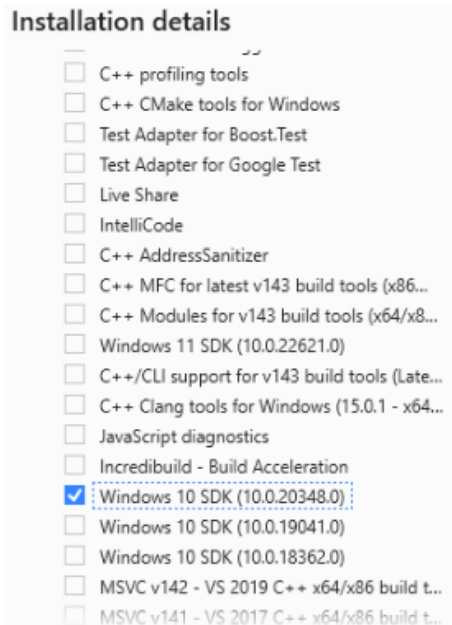 Installation details
C++ profiling tools
C++ CMake tools for Windows
Test Adapter for Boost.Test
Test Adapter for Google Test
Live Share
IntelliCode
C++ AddressSanitizer
C++ MFC for latest v143 build tools (x86...
C++ Modules for v143 build tools (x64/x8...
Windows 11 SDK (10.0.22621.0)
C++/CLI support for v143 build tools (Late...
C++ Clang tools for Windows (15.0.1 - x64...
JavaScript diagnostics
Incredibuild - Build Acceleration
Windows 10 SDK (10.0.20348.0)
Windows 10 SDK (10.0.19041.0)
Windows 10 SDK (10.0.18362.0)
MSVC v142 - VS 2019 C++ x64/x86 build t...
MSVC v141 - VS 2017 C++ x64/x86 build t...